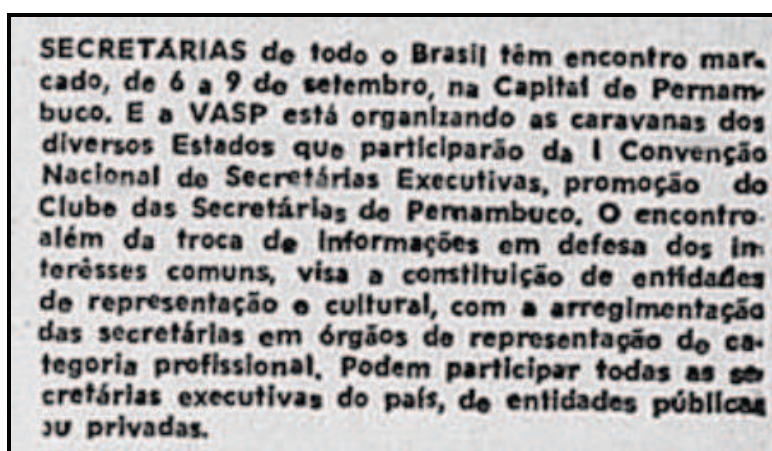 SECRETÁRIAS de todo o Brasil têm encontro mar-
cado, de 6 a 9 de setembro, na Capital de Pernam-
buco. E a VASP está organizando as caravanas dos
diversos Estados que participarão da I Convenção
Nacional de Secretárias Executivas, promoção do
Clube das Secretárias de Pernambuco. O encontro
além da troca de informações em defesa dos in-
terêsses comuns, visa a constituição de entidades
de representação e cultural, com a arregimentação
das secretárias em órgãos de representação de ca-
tegoria profissional. Podem participar todas as se
cretárias executivas do país, de entidades públicas
ou privadas.